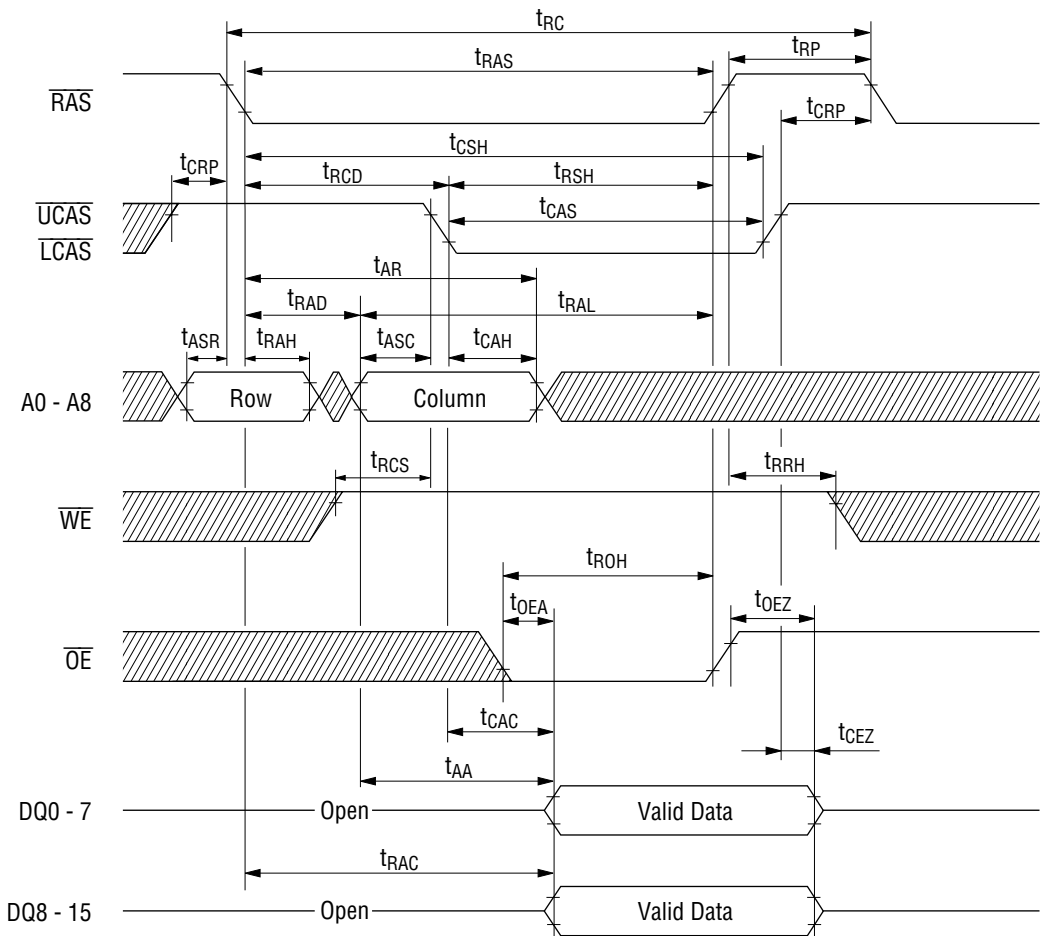 tRC
tRP
tRAS
RAS
tCRP
tCSH
tCRP
tRCD
tRSH
UCAS
tCAS
LCAS
tAR
tRAD
tRAL
tASR
tRAH
tASC
tCAH
A0 - A8
Row
Column
tRCS
tRRH
WE
tROH
tOEA
tOEZ
OE
tCAC
tCEZ
tAA
DQ0 - 7
Open
Valid Data
tRAC
DQ8 - 15
Open
Valid Data